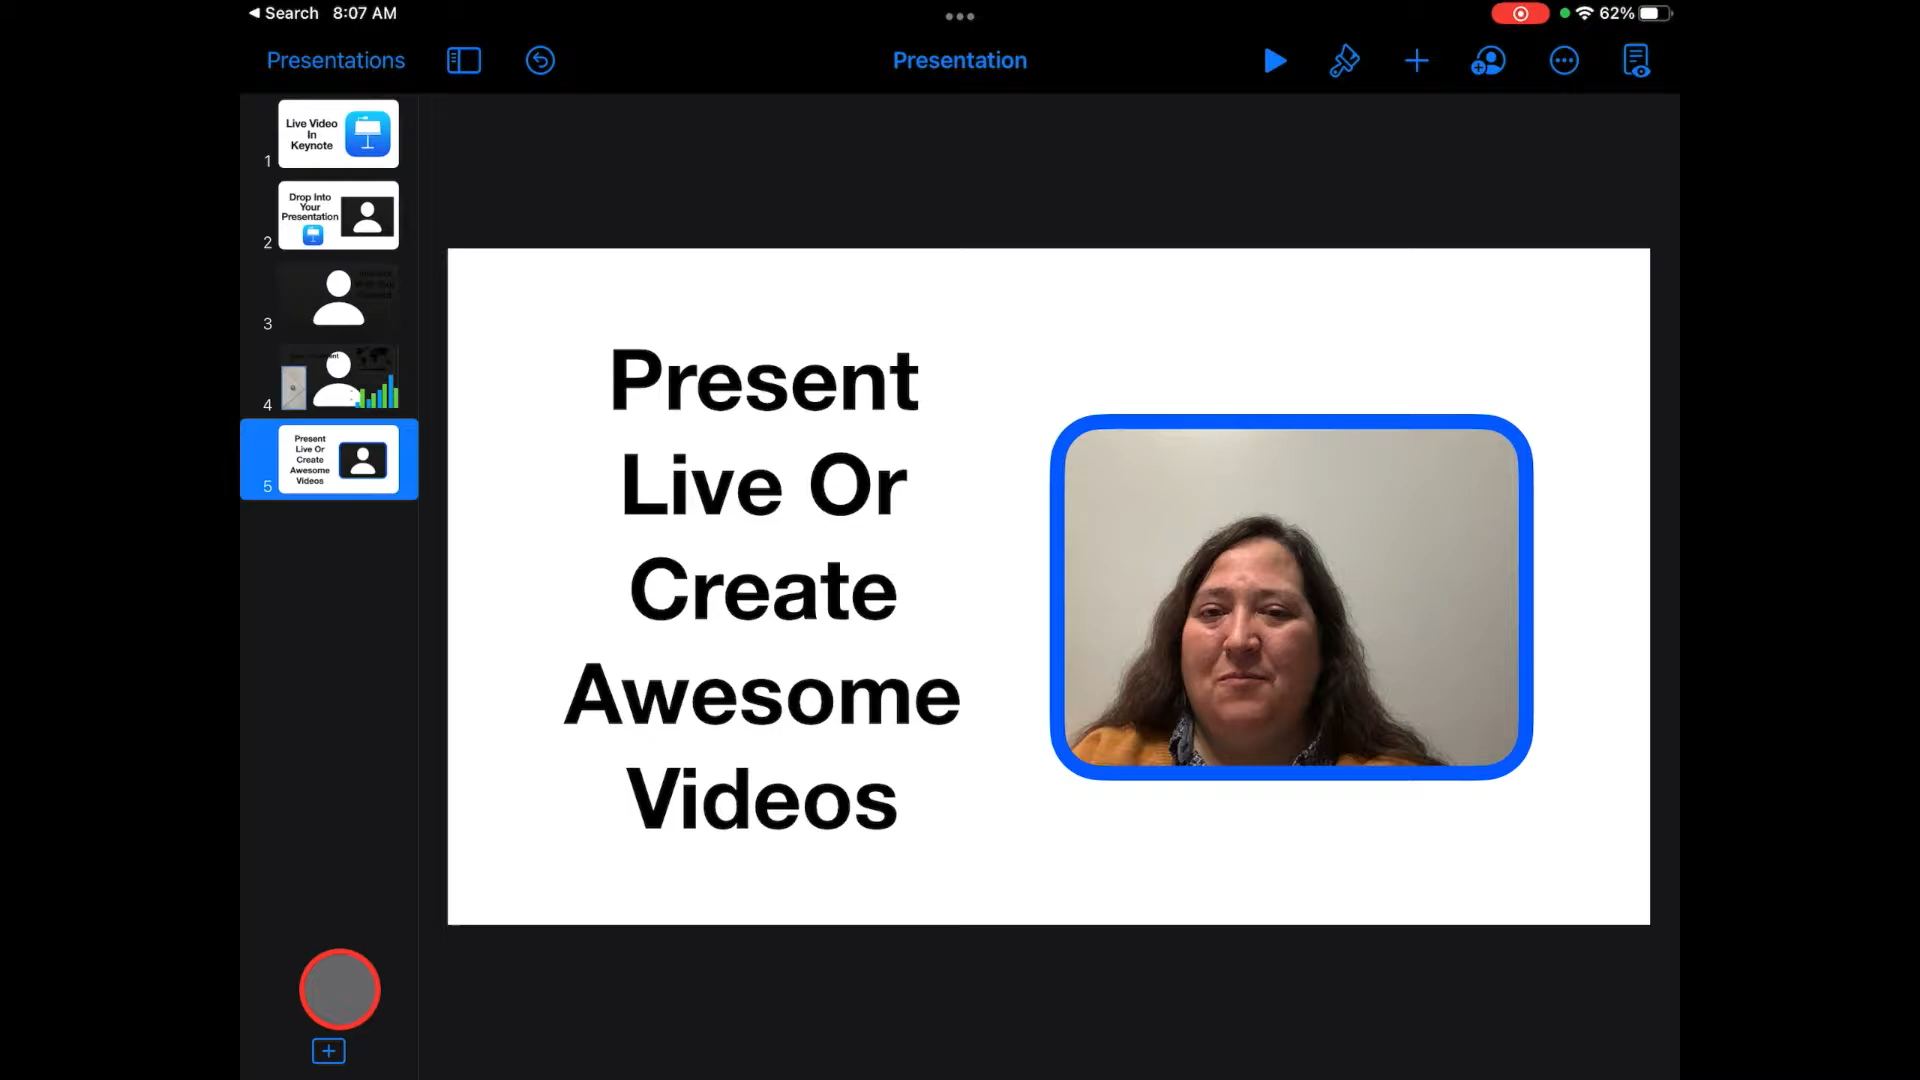 Search 8:07 AM
62%
Presentations
Presentation
1
Live Video
In
Keynote
2
Drop Into
Your
Presentation
3
4
5
Present
Live Or
Create
Awesome
Videos
Present
Live Or
Create
Awesome
Videos